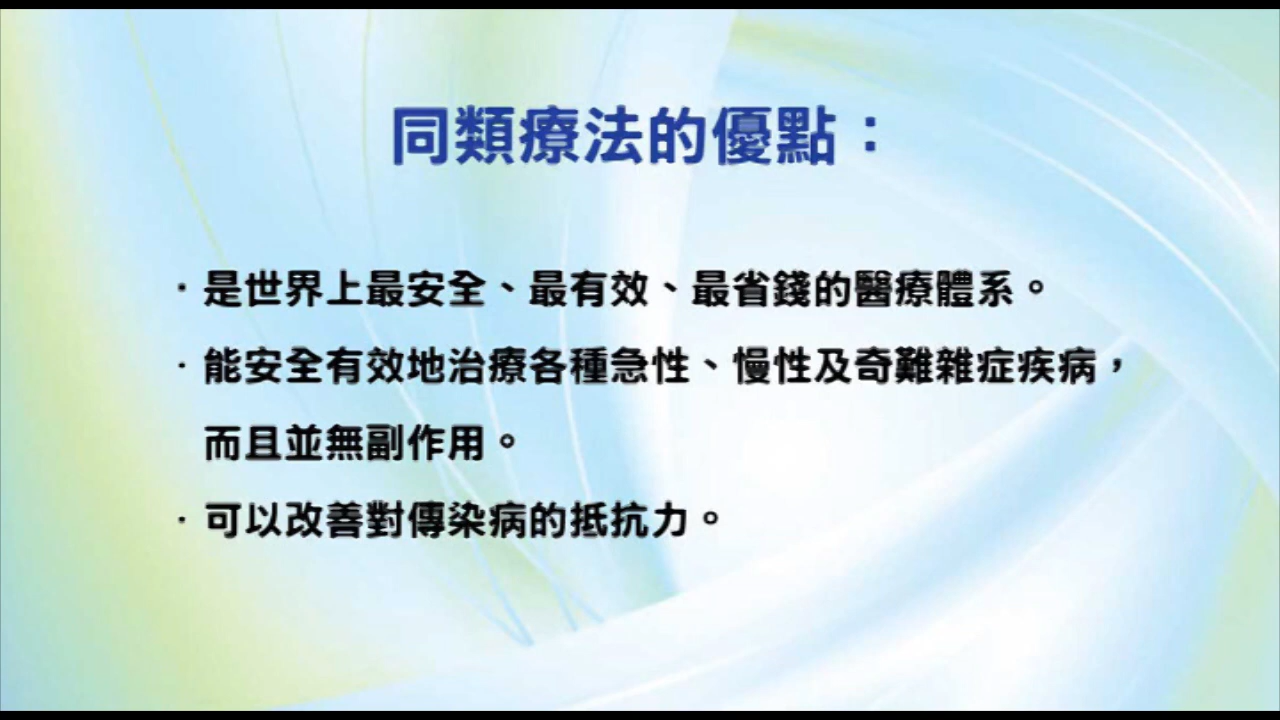 同類療法的優點：
·是世界上最安全、最有效、最省錢的醫療體系。
·能安全有效地治療各種急性、慢性及奇難雜症疾病，
而且並無副作用。
·可以改善對傳染病的抵抗力。